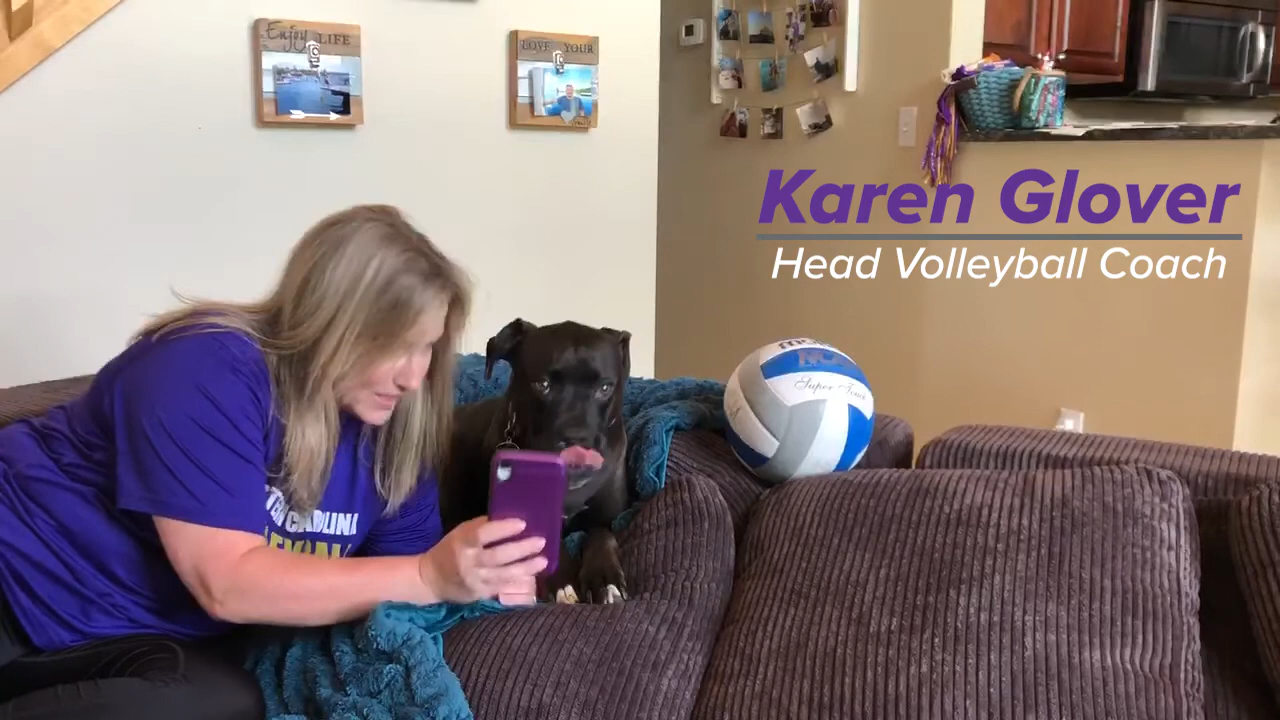 Enjoy LIFE
LOVE YOUR
Karen Glover
Head Volleyball Coach
Super Touch